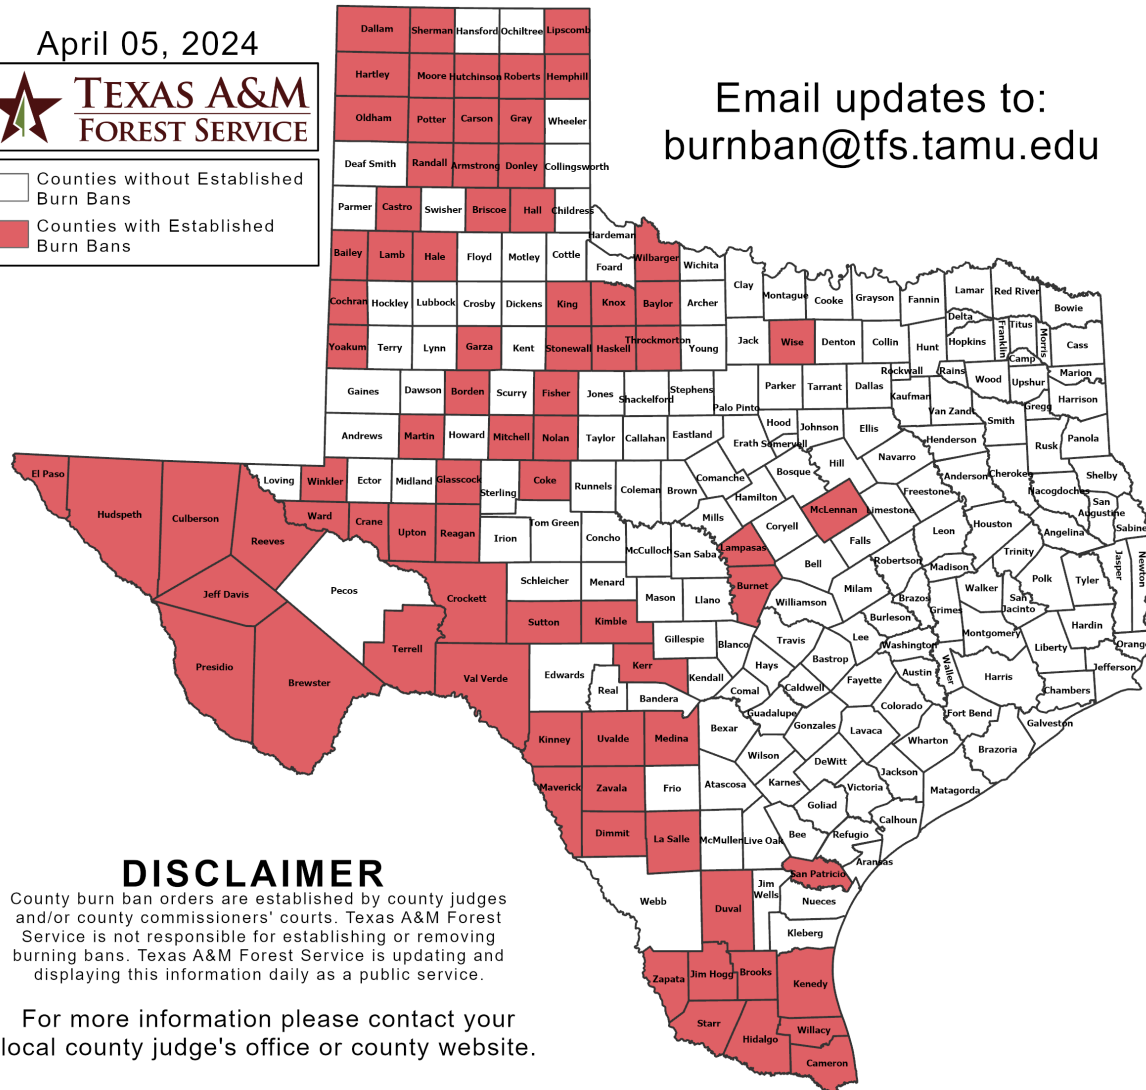 April 05, 2024
TEXAS A&M
FOREST SERVICE
Counties without Established
Burn Bans
Counties with Established
Burn Bans
Email updates to:
burnban@tfs.tamu.edu
Dallam Sherman Hansford Ochiltree Lipscomb
Hartley Moore Hutchinson Roberts Hemphill
Oldham Potter Carson Gray Wheeler
Deaf Smith Randall Armstrong Donley Collingsworth
Parmer Castro Swisher Briscoe Hall Childress
Hardeman
Bailey Lamb Hale Floyd Motley Cottle Foard Wilbarger Wichita
Clay Montague Cooke Grayson Fannin Lamar Red River Bowie
Cochran Hockley Lubbock Crosby Dickens King Knox Baylor Archer
Delta Titus Franklin Morris Cass
Yoakum Terry Lynn Garza Kent Stonewall Haskell Throckmorton Young Jack Wise Denton Collin Hunt Hopkins Camp
Rockwall Rains Wood Upshur Marion
Gaines Dawson Borden Scurry Fisher Jones Shackelford Stephens Palo Pinto Parker Tarrant Dallas Kaufman Van Zandt Gregg Harrison
Andrews Martin Howard Mitchell Nolan Taylor Callahan Eastland Erath Hood Somervell Johnson Ellis Henderson Smith Rusk Panola
El Paso Hudspeth Culberson Reeves Loving Winkler Ector Midland Glasscock Sterling Coke Runnels Coleman Brown Comanche Hamilton Bosque Hill Navarro Freestone Anderson Cherokee Nacogdoches Shelby
San
Augustine
Sabine
Ward Crane Upton Reagan Irion Tom Green Concho McCulloch San Saba Mills Lampasas Coryell McLennan Limestone Falls Leon Houston Angelina
Jeff Davis Pecos Crockett Schleicher Menard Mason Llano Burnet Bell Milam Robertson Madison Trinity Walker Polk Tyler Jasper Newton
San
Jacinto
Presidio Brewster Terrell Val Verde Sutton Kimble Gillespie Blanco Williamson Travis Burleson Brazos Grimes Montgomery Liberty Hardin Orange
Edwards Real Kerr Bandera Kendall Comal Hays Caldwell Bastrop Lee Washington Fayette Austin Waller Harris Chambers Jefferson
Kinney Uvalde Medina Bexar Guadalupe Gonzales Lavaca Colorado Fort Bend Galveston
Wilson Wharton Brazoria
Maverick Zavala Frio Atascosa Karnes DeWitt Jackson Victoria Matagorda
Dimmit La Salle McMullen Live Oak Bee Goliad Refugio Calhoun Aransas
Webb Duval
Jim
Wells
San Patricio
Nueces
Kleberg
Zapata Jim Hogg Brooks Kenedy
Starr Hidalgo Willacy
Cameron
DISCLAIMER
County burn ban orders are established by county judges
and/or county commissioners' courts. Texas A&M Forest
Service is not responsible for establishing or removing
burning bans. Texas A&M Forest Service is updating and
displaying this information daily as a public service.
For more information please contact your
local county judge's office or county website.